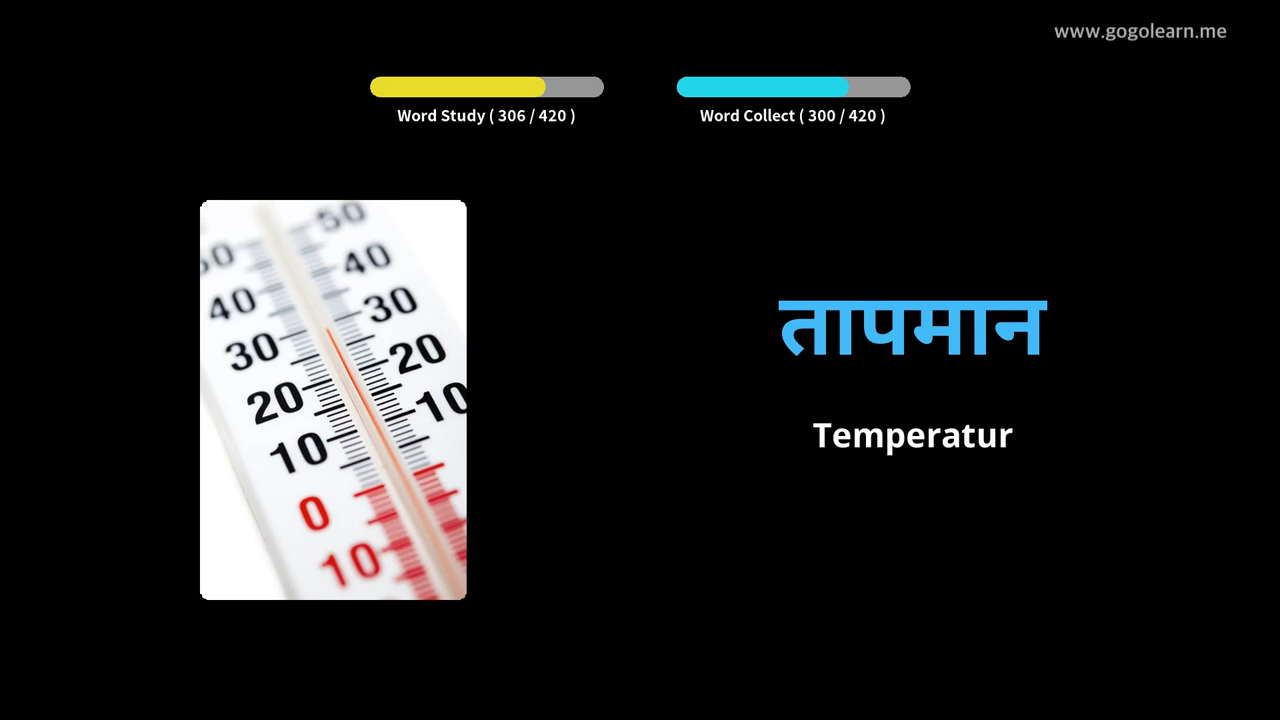 www.gogolearn.me
Word Study ( 306 / 420 )
Word Collect ( 300 / 420 )
50
40
40
30
30
20
20
10
10
0
10
तापमान
Temperatur